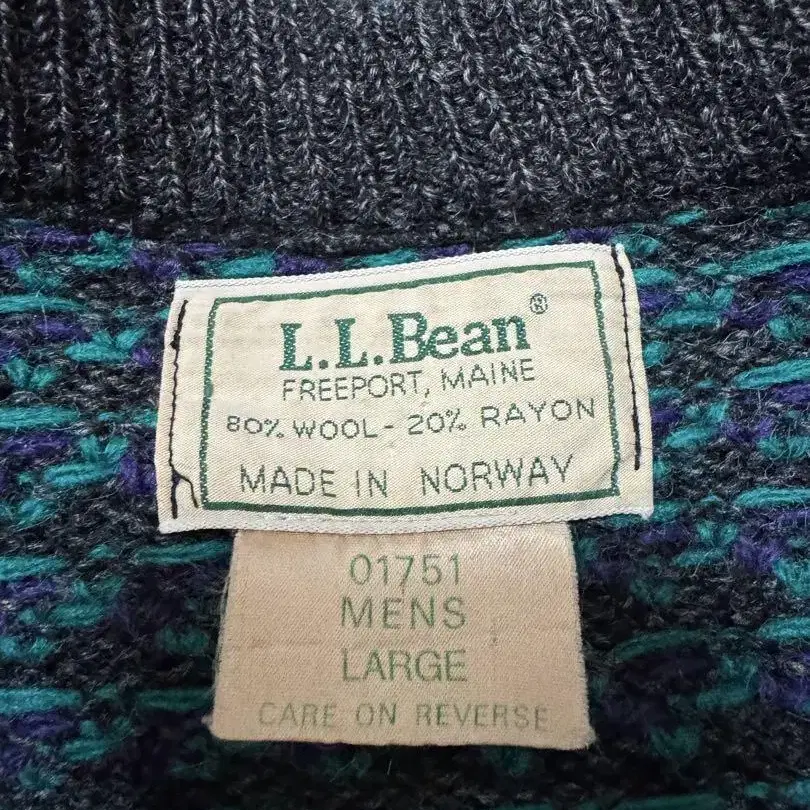 L.L.Bean®
FREEPORT, MAINE
80% WOOL - 20% RAYON
MADE IN NORWAY
01751
MENS
LARGE
CARE ON REVERSE